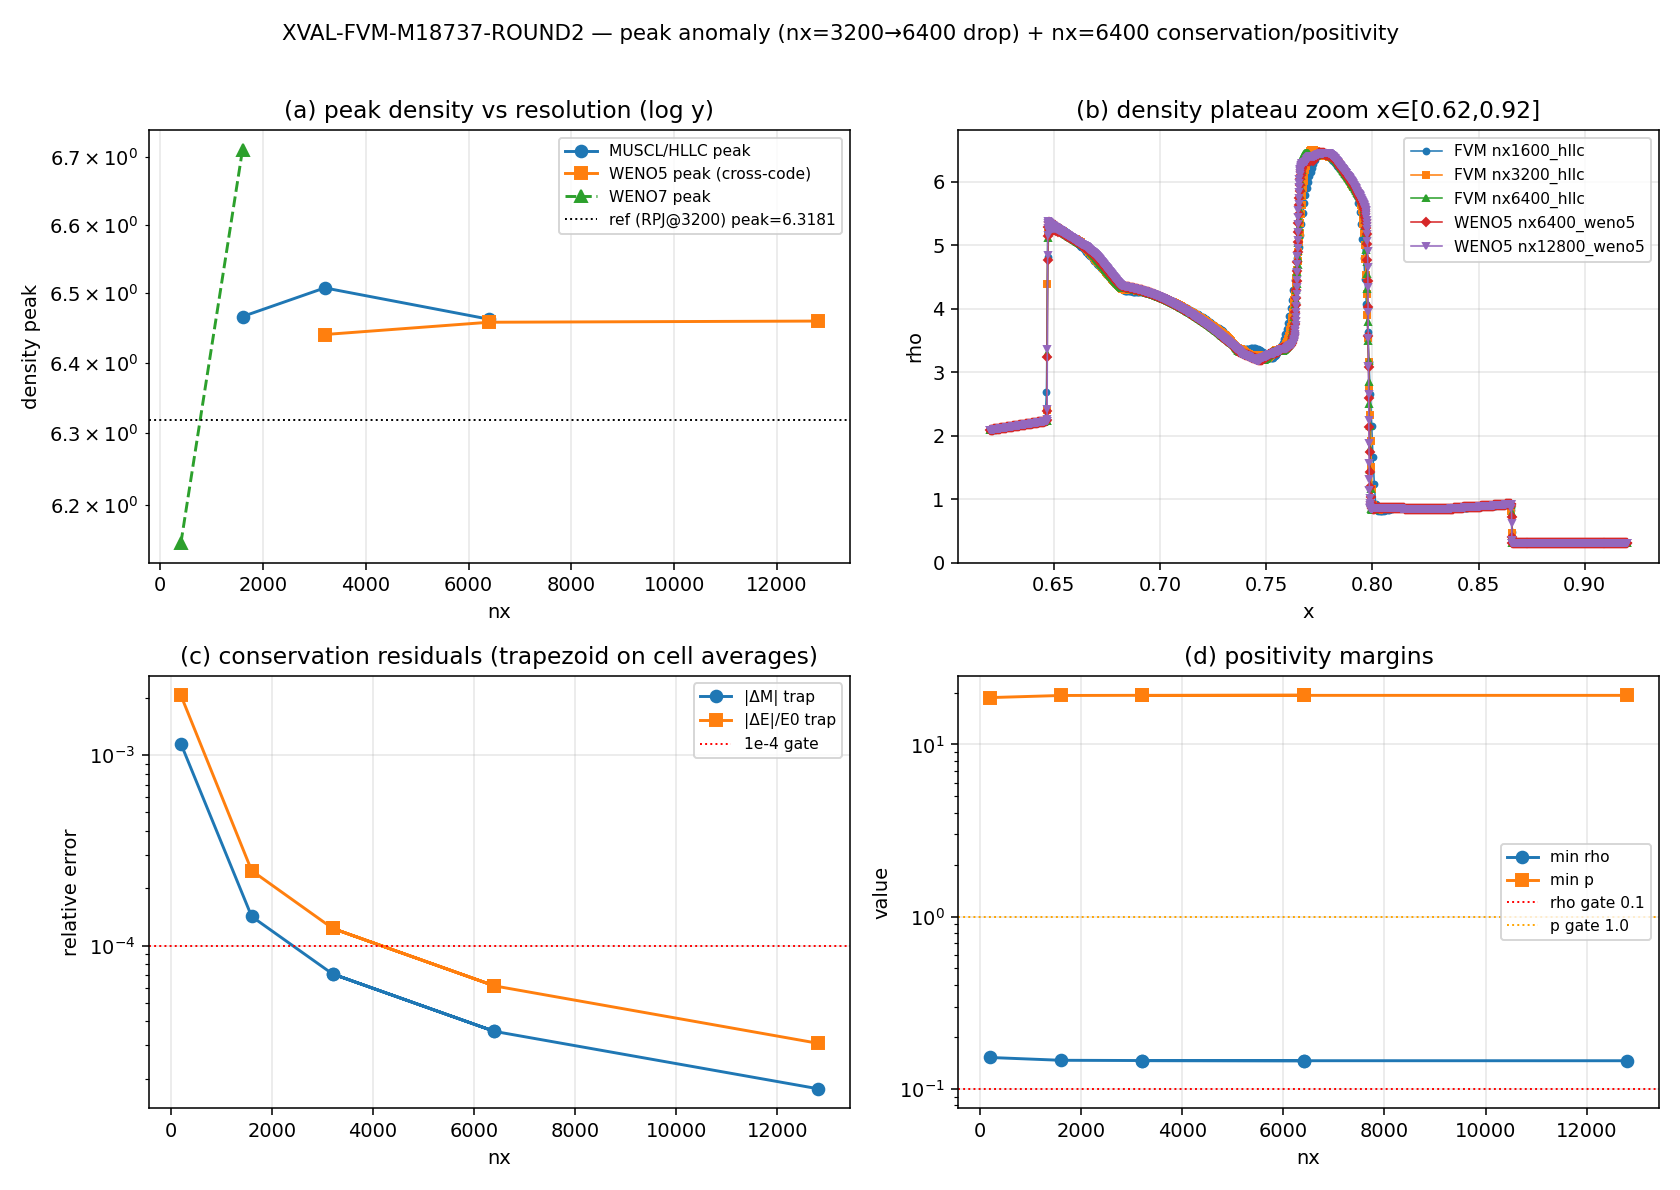 XVAL-FVM-M18737-ROUND2 — peak anomaly (nx=3200→6400 drop) + nx=6400 conservation/positivity
(a) peak density vs resolution (log y)
6.7 × 10⁰
6.6 × 10⁰
6.5 × 10⁰
6.4 × 10⁰
6.3 × 10⁰
6.2 × 10⁰
density peak
MUSCL/HLLC peak
WENO5 peak (cross-code)
WENO7 peak
ref (RPJ@3200) peak=6.3181
0 2000 4000 6000 8000 10000 12000
nx
(b) density plateau zoom x∈[0.62,0.92]
6
5
4
3
2
1
0
rho
FVM nx1600_hllc
FVM nx3200_hllc
FVM nx6400_hllc
WENO5 nx6400_weno5
WENO5 nx12800_weno5
0.65 0.70 0.75 0.80 0.85 0.90
x
(c) conservation residuals (trapezoid on cell averages)
10⁻³
10⁻⁴
relative error
|ΔM| trap
|ΔE|/E0 trap
1e-4 gate
0 2000 4000 6000 8000 10000 12000
nx
(d) positivity margins
10¹
10⁰
10⁻¹
value
min rho
min p
rho gate 0.1
p gate 1.0
0 2000 4000 6000 8000 10000 12000
nx